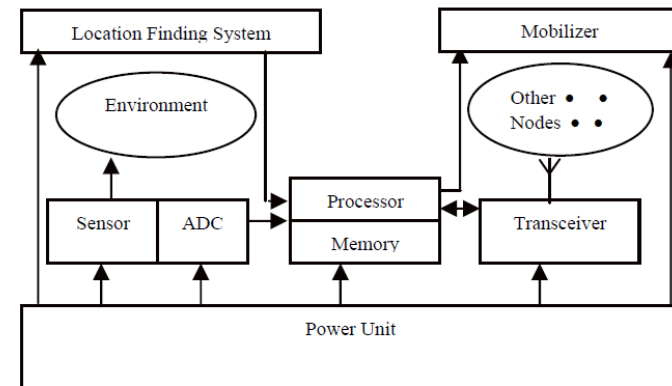 Location Finding System
Mobilizer
Environment
Other
Nodes
Sensor
ADC
Processor
Memory
Transceiver
Power Unit